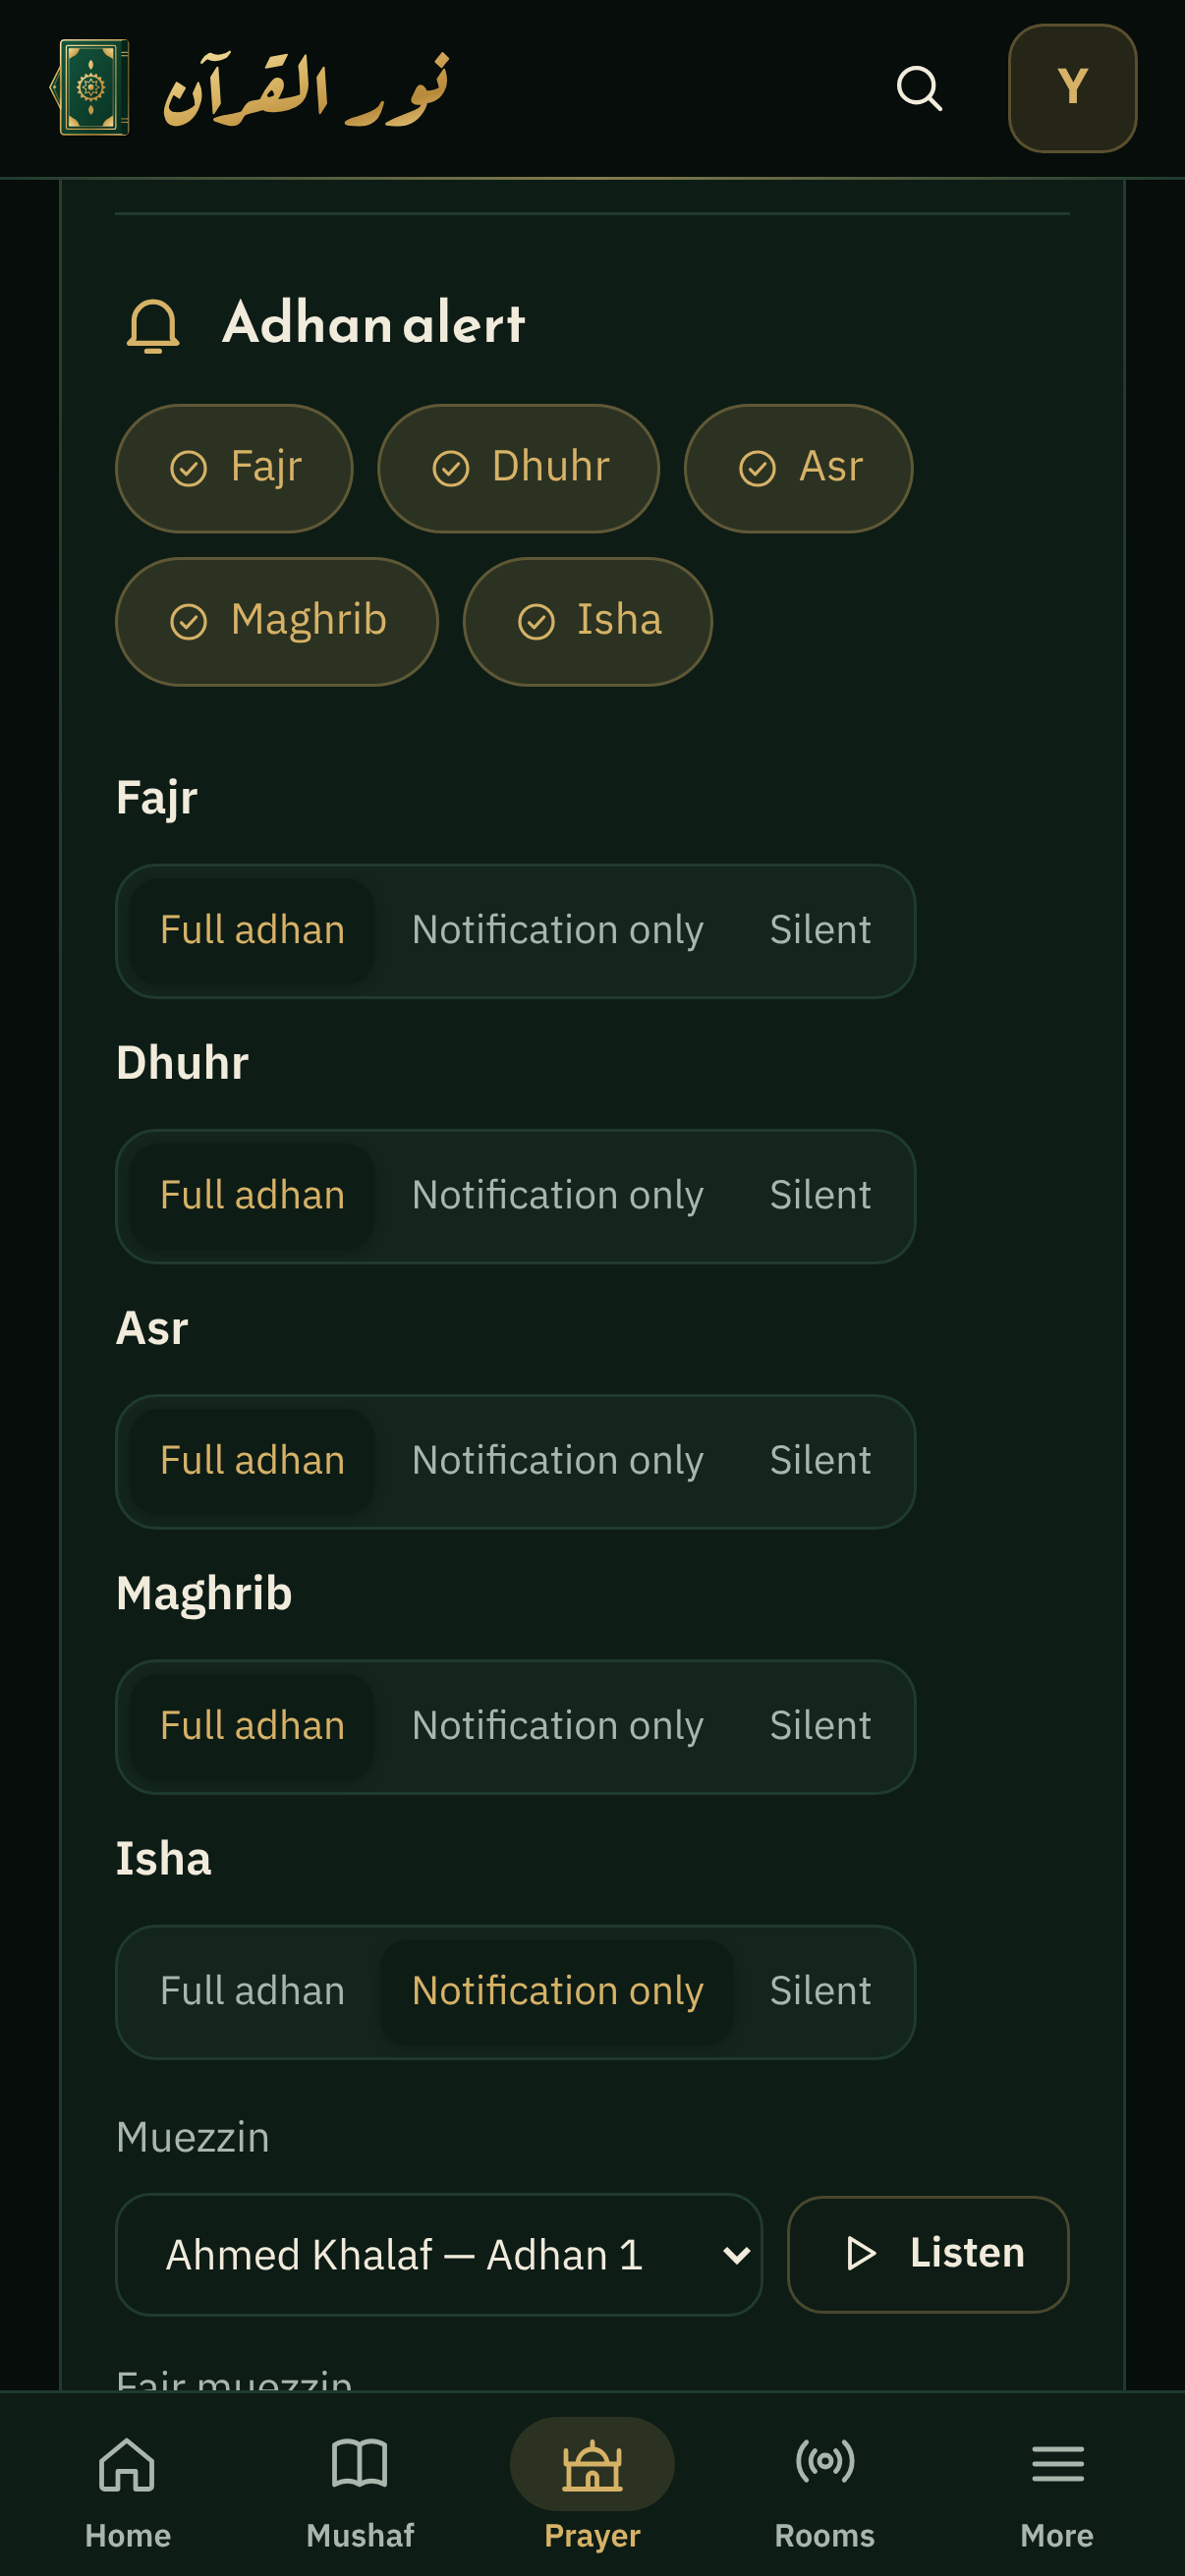 نور القرآن
Y
Adhan alert
Fajr
Dhuhr
Asr
Maghrib
Isha
Fajr
Full adhan
Notification only
Silent
Dhuhr
Full adhan
Notification only
Silent
Asr
Full adhan
Notification only
Silent
Maghrib
Full adhan
Notification only
Silent
Isha
Full adhan
Notification only
Silent
Muezzin
Ahmed Khalaf — Adhan 1
Listen
Fajr muezzin
Home
Mushaf
Prayer
Rooms
More